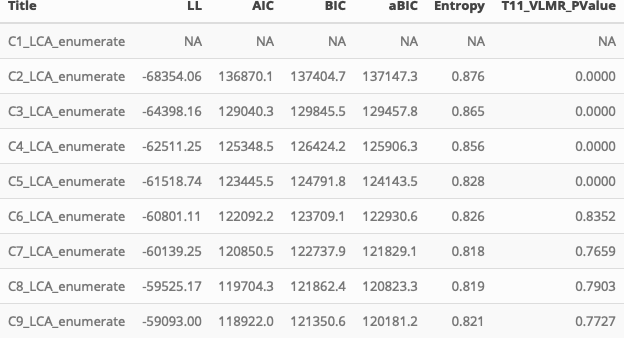 Title LL AIC BIC aBIC Entropy T11_VLMR_PValue
C1_LCA_enumerate NA NA NA NA NA NA
C2_LCA_enumerate -68354.06 136870.1 137404.7 137147.3 0.876 0.0000
C3_LCA_enumerate -64398.16 129040.3 129845.5 129457.8 0.865 0.0000
C4_LCA_enumerate -62511.25 125348.5 126424.2 125906.3 0.856 0.0000
C5_LCA_enumerate -61518.74 123445.5 124791.8 124143.5 0.828 0.0000
C6_LCA_enumerate -60801.11 122092.2 123709.1 122930.6 0.826 0.8352
C7_LCA_enumerate -60139.25 120850.5 122737.9 121829.1 0.818 0.7659
C8_LCA_enumerate -59525.17 119704.3 121862.4 120823.3 0.819 0.7903
C9_LCA_enumerate -59093.00 118922.0 121350.6 120181.2 0.821 0.7727